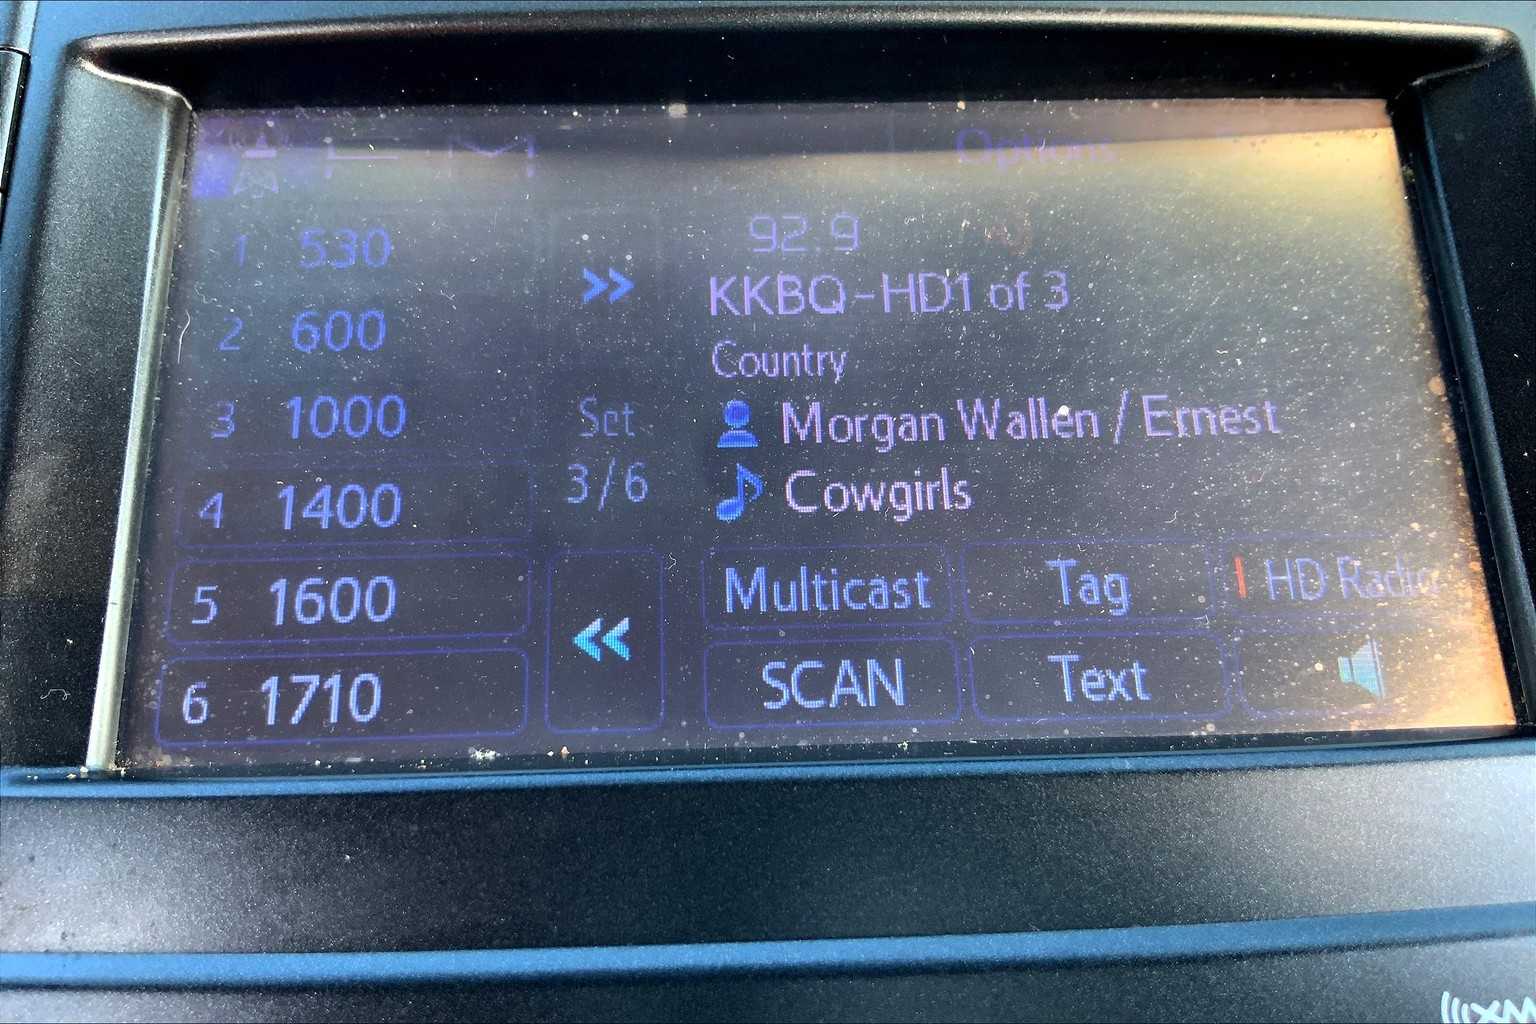 Options
1 530
2 600
3 1000
4 1400
5 1600
6 1710
Set
3/6
92.9
KKBQ-HD1 of 3
Country
Morgan Wallen / Ernest
Cowgirls
Multicast
Tag
HD Radio
SCAN
Text
XM